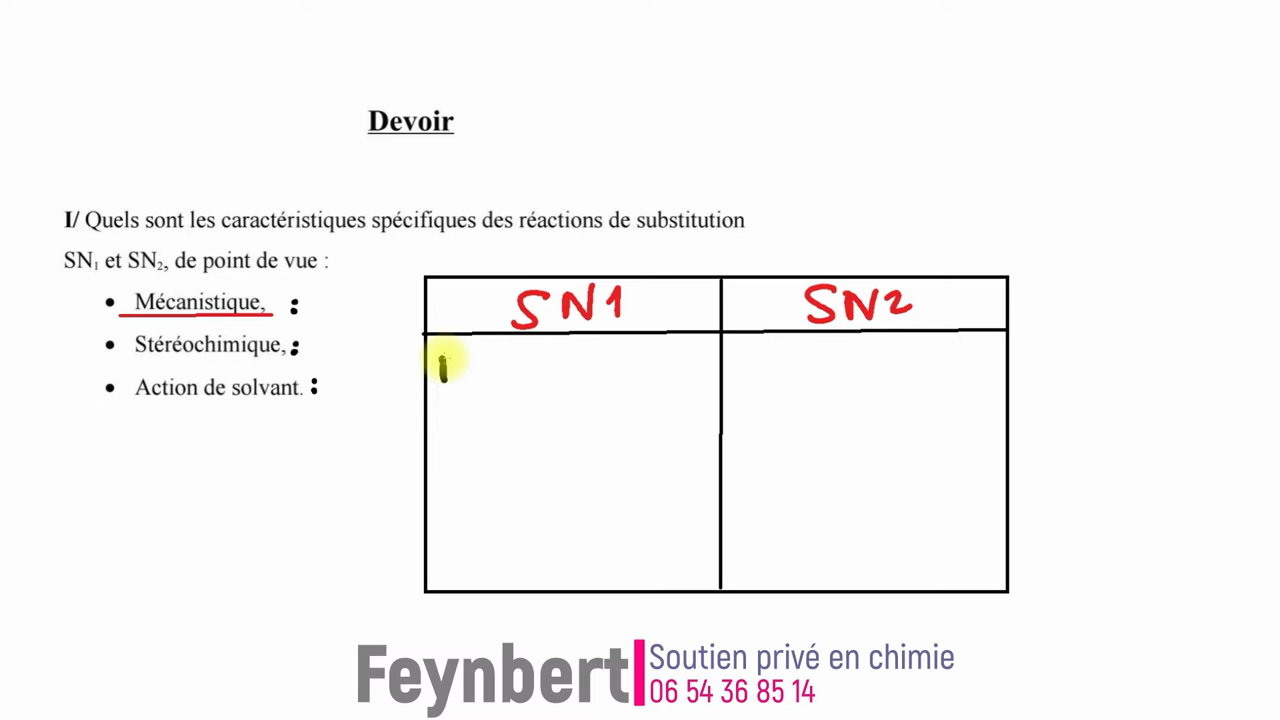 Devoir
I/ Quels sont les caractéristiques spécifiques des réactions de substitution
SN₁ et SN₂, de point de vue :
• Mécanistique, :
• Stéréochimique, :
• Action de solvant. :
SN1 SN2
Feynbert
Soutien privé en chimie
06 54 36 85 14